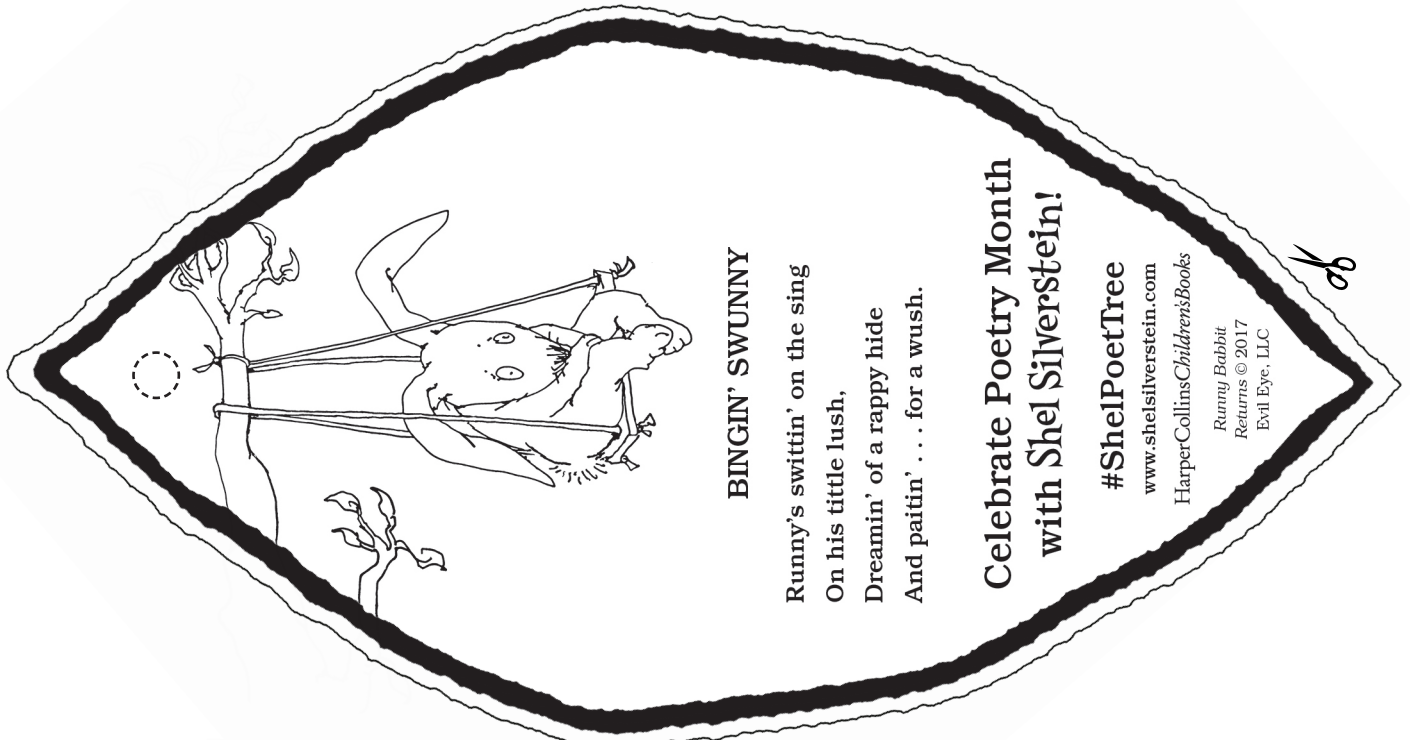 BINGIN' SWUNNY
Runny's swittin' on the sing
On his tittle lush,
Dreamin' of a rappy hide
And paitin' . . . for a wush.
Celebrate Poetry Month
with Shel Silverstein!
#ShelPoetTree
www.shelsilverstein.com
HarperCollinsChildren'sBooks
Runny Babbit
Returns © 2017
Evil Eye, LLC